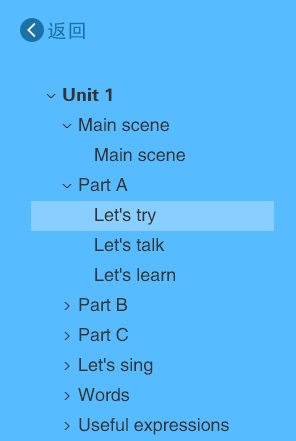 返回
Unit 1
Main scene
Main scene
Part A
Let's try
Let's talk
Let's learn
Part B
Part C
Let's sing
Words
Useful expressions